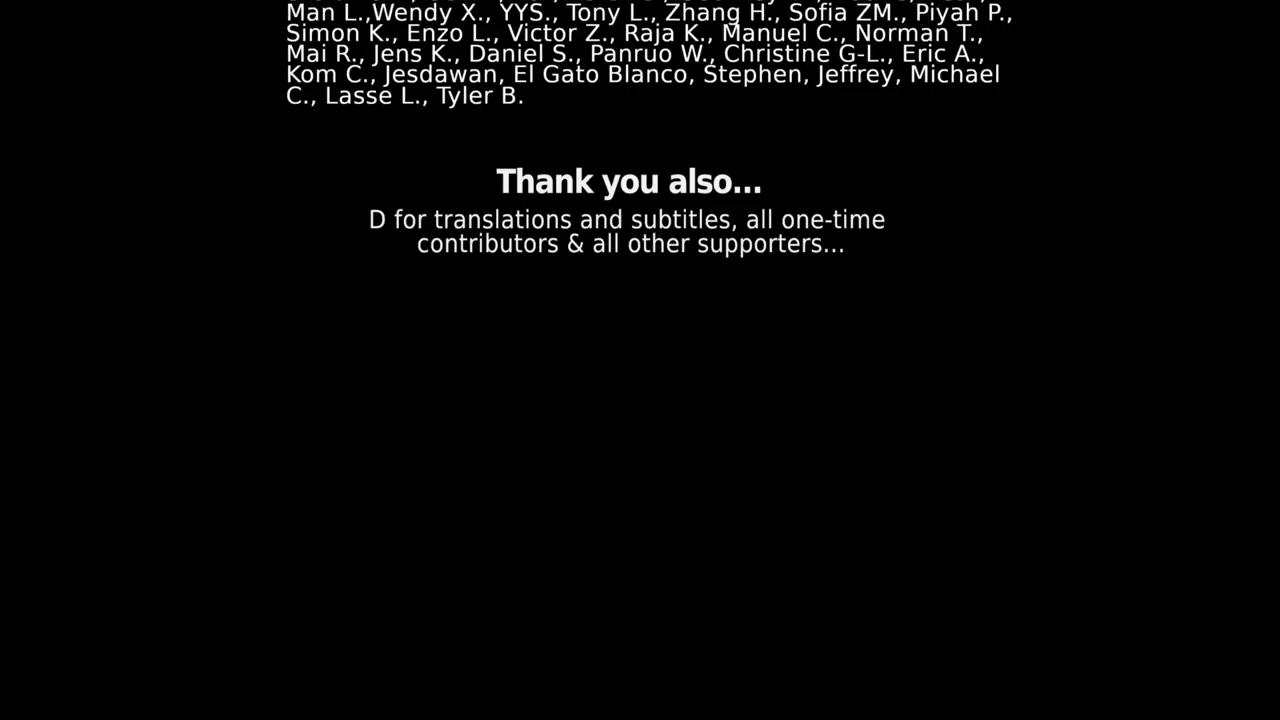 Man L.,Wendy X., YYS., Tony L., Zhang H., Sofia ZM., Piyah P.,
Simon K., Enzo L., Victor Z., Raja K., Manuel C., Norman T.,
Mai R., Jens K., Daniel S., Panruo W., Christine G-L., Eric A.,
Kom C., Jesdawan, El Gato Blanco, Stephen, Jeffrey, Michael
C., Lasse L., Tyler B.
Thank you also...
D for translations and subtitles, all one-time
contributors & all other supporters...